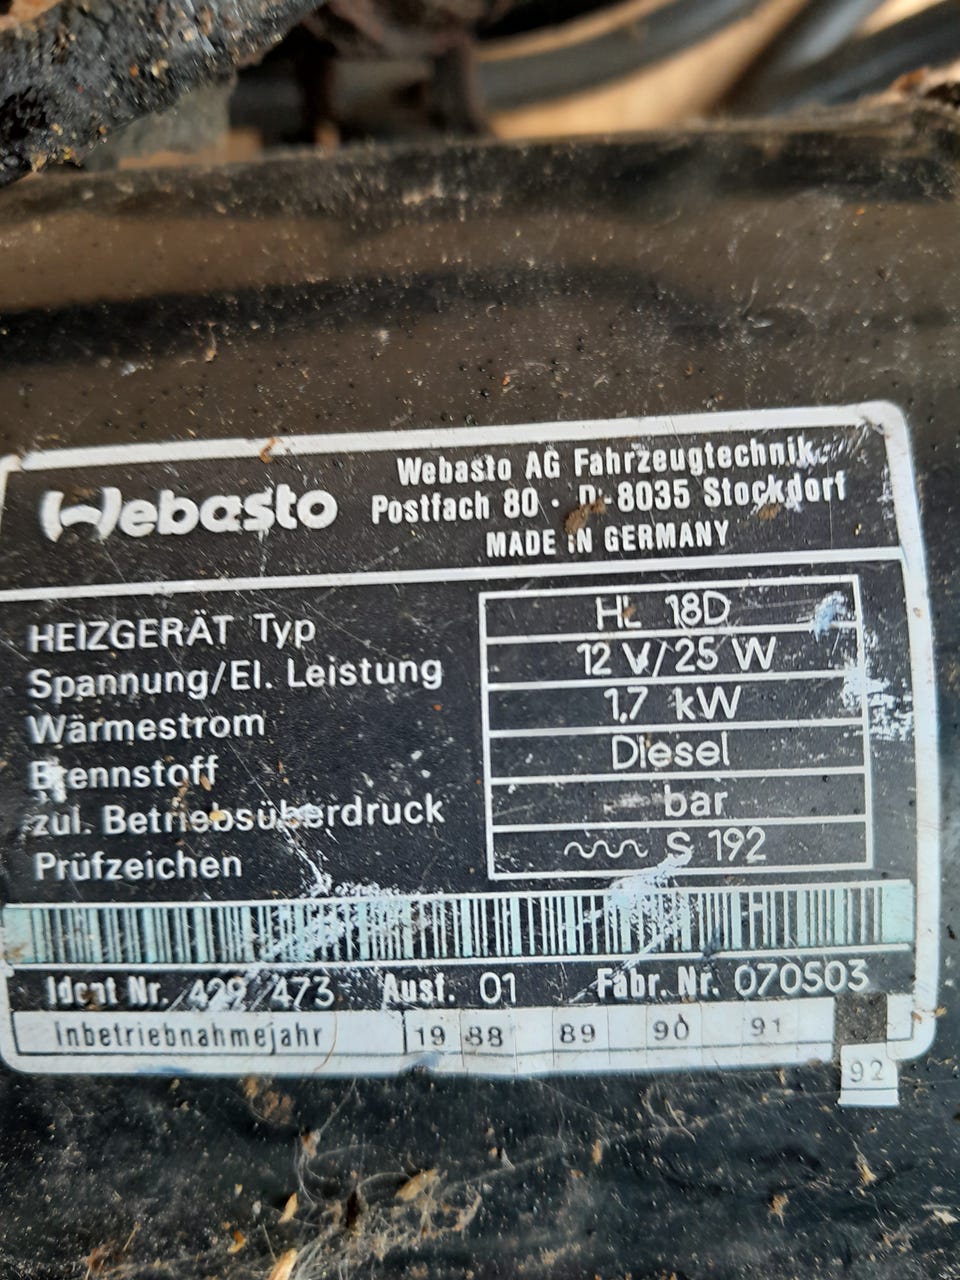 Webasto
Webasto AG Fahrzeugtechnik
Postfach 80 · D-8035 Stockdorf
MADE IN GERMANY
HEIZGERÄT Typ HL 18D
Spannung/El. Leistung 12 V/25 W
Wärmestrom 1,7 kW
Brennstoff Diesel
zul. Betriebsüberdruck bar
Prüfzeichen S 192
Ident Nr. 429 473 Ausf. 01 Fabr. Nr. 070503
Inbetriebnahmejahr 19 88 89 90 91
92